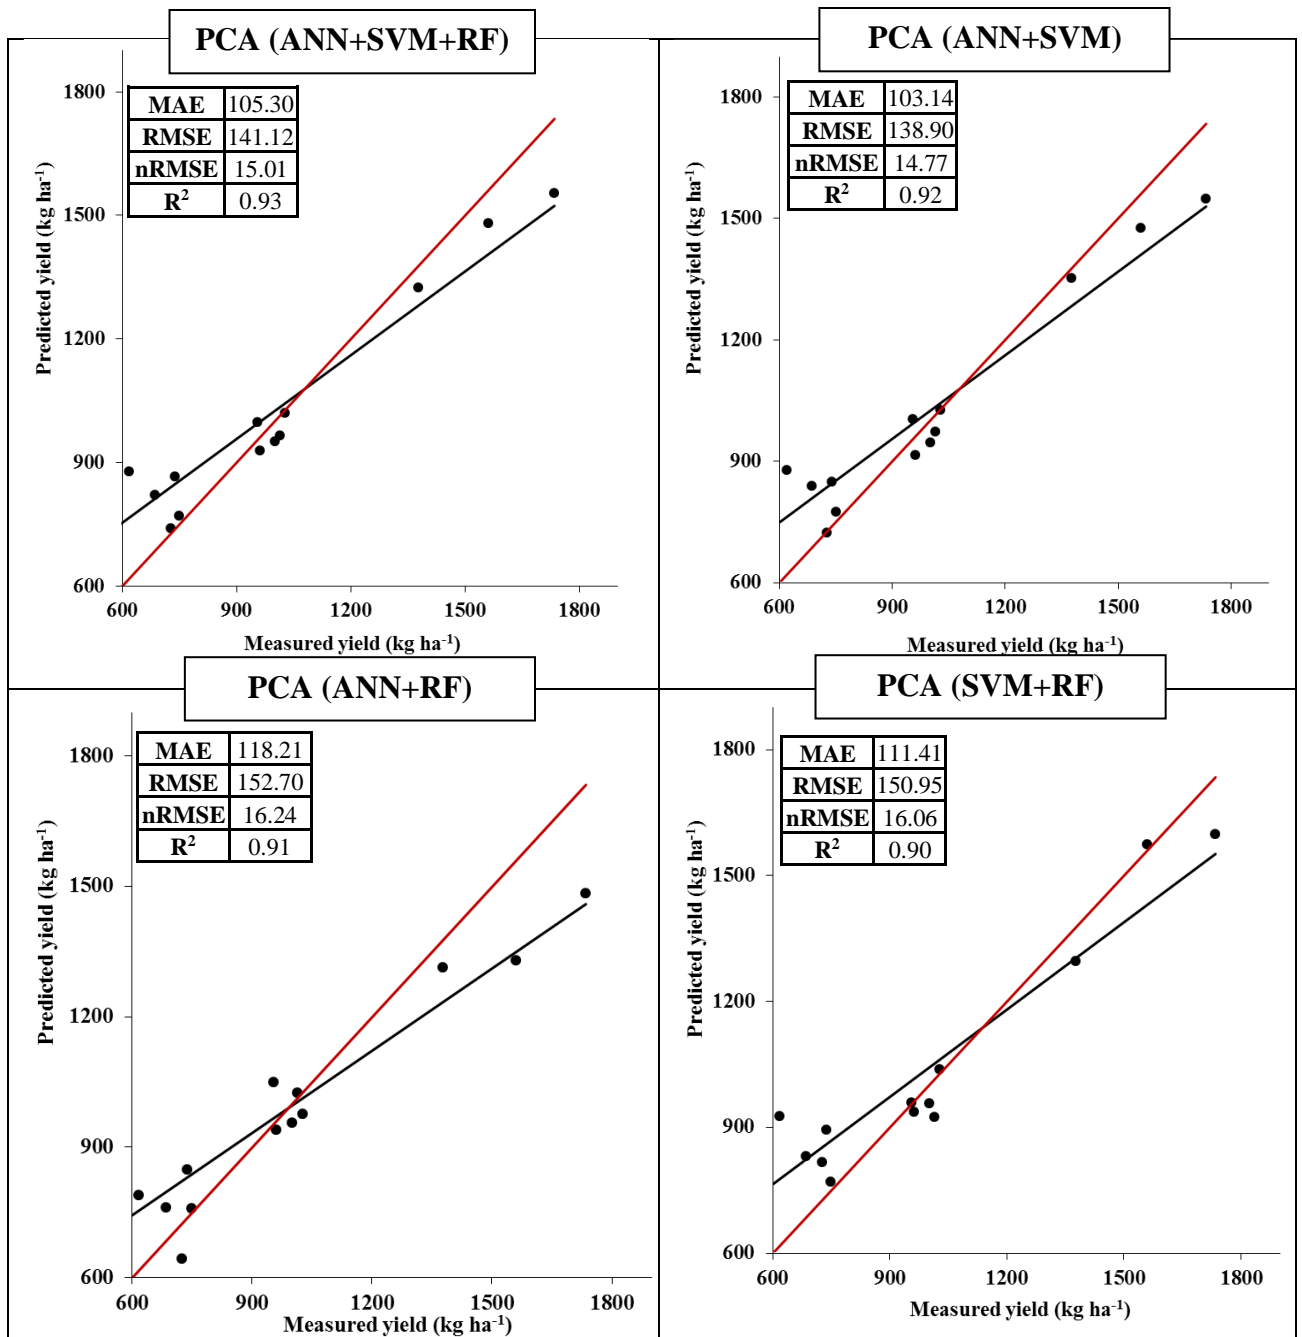 PCA (ANN+SVM+RF)
MAE 105.30
RMSE 141.12
nRMSE 15.01
R² 0.93
Predicted yield (kg ha⁻¹)
1800
1500
1200
900
600
600 900 1200 1500 1800
Measured yield (kg ha⁻¹)
PCA (ANN+SVM)
MAE 103.14
RMSE 138.90
nRMSE 14.77
R² 0.92
Predicted yield (kg ha⁻¹)
1800
1500
1200
900
600
600 900 1200 1500 1800
Measured yield (kg ha⁻¹)
PCA (ANN+RF)
MAE 118.21
RMSE 152.70
nRMSE 16.24
R² 0.91
Predicted yield (kg ha⁻¹)
1800
1500
1200
900
600
600 900 1200 1500 1800
Measured yield (kg ha⁻¹)
PCA (SVM+RF)
MAE 111.41
RMSE 150.95
nRMSE 16.06
R² 0.90
Predicted yield (kg ha⁻¹)
1800
1500
1200
900
600
600 900 1200 1500 1800
Measured yield (kg ha⁻¹)